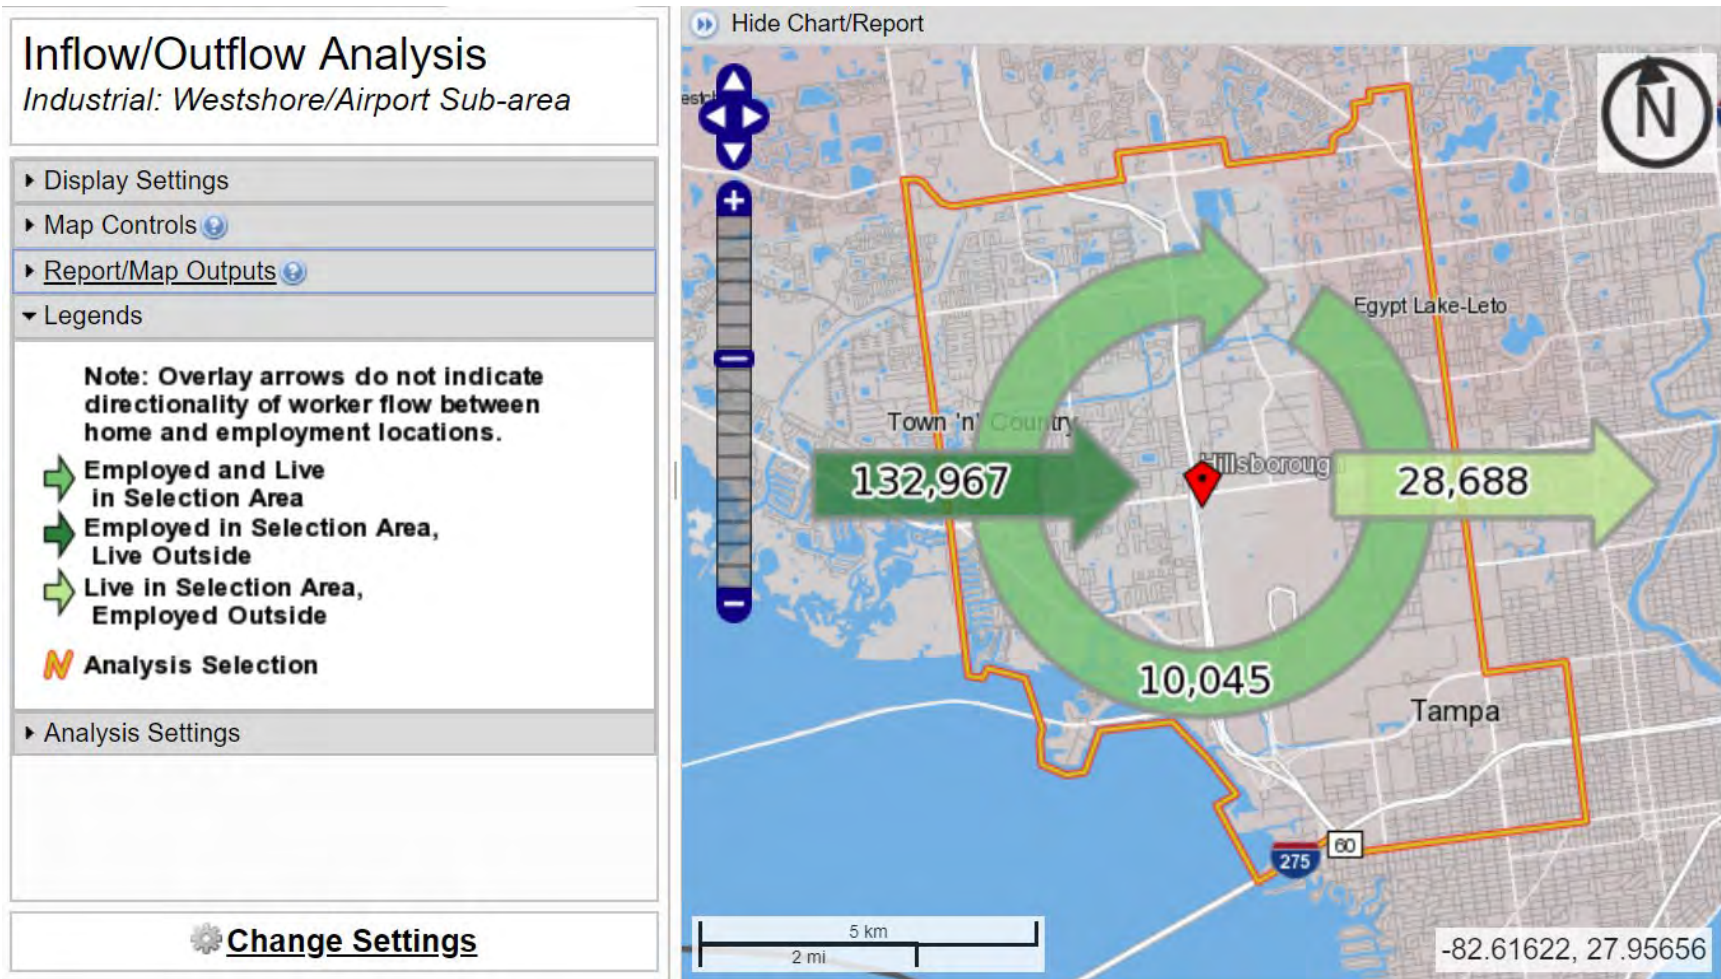 Inflow/Outflow Analysis
Industrial: Westshore/Airport Sub-area
Display Settings
Map Controls ?
Report/Map Outputs ?
Legends
Note: Overlay arrows do not indicate
directionality of worker flow between
home and employment locations.
Employed and Live
in Selection Area
Employed in Selection Area,
Live Outside
Live in Selection Area,
Employed Outside
Analysis Selection
Analysis Settings
Change Settings
Hide Chart/Report
N
Egypt Lake-Leto
Town 'n' Country
Hillsborough
132,967
28,688
10,045
Tampa
60
275
5 km
2 mi
-82.61622, 27.95656